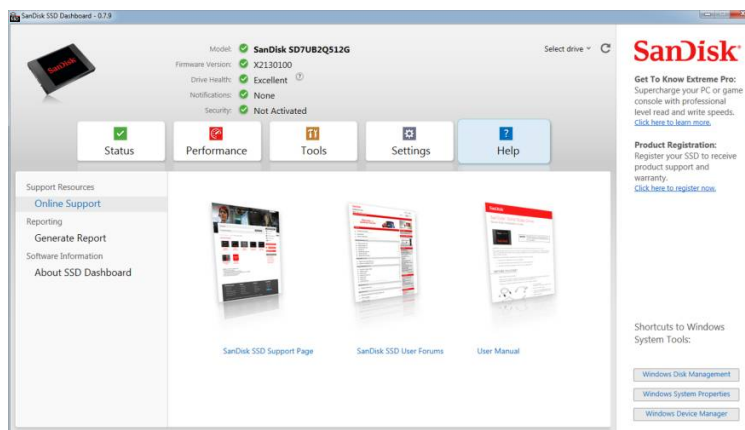 SanDisk SSD Dashboard - 0.7.9
SanDisk
Model: SanDisk SD7UB2Q512G
Firmware Version: X2130100
Drive Health: Excellent ?
Notifications: None
Security: Not Activated
Select drive
Status
Performance
Tools
Settings
? Help
Support Resources
Online Support
Reporting
Generate Report
Software Information
About SSD Dashboard
SanDisk SSD Support Page
SanDisk SSD User Forums
User Manual
SanDisk
Get To Know Extreme Pro:
Supercharge your PC or game
console with professional
level read and write speeds.
Click here to learn more.
Product Registration:
Register your SSD to receive
product support and
warranty.
Click here to register now.
Shortcuts to Windows
System Tools:
Windows Disk Management
Windows System Properties
Windows Device Manager